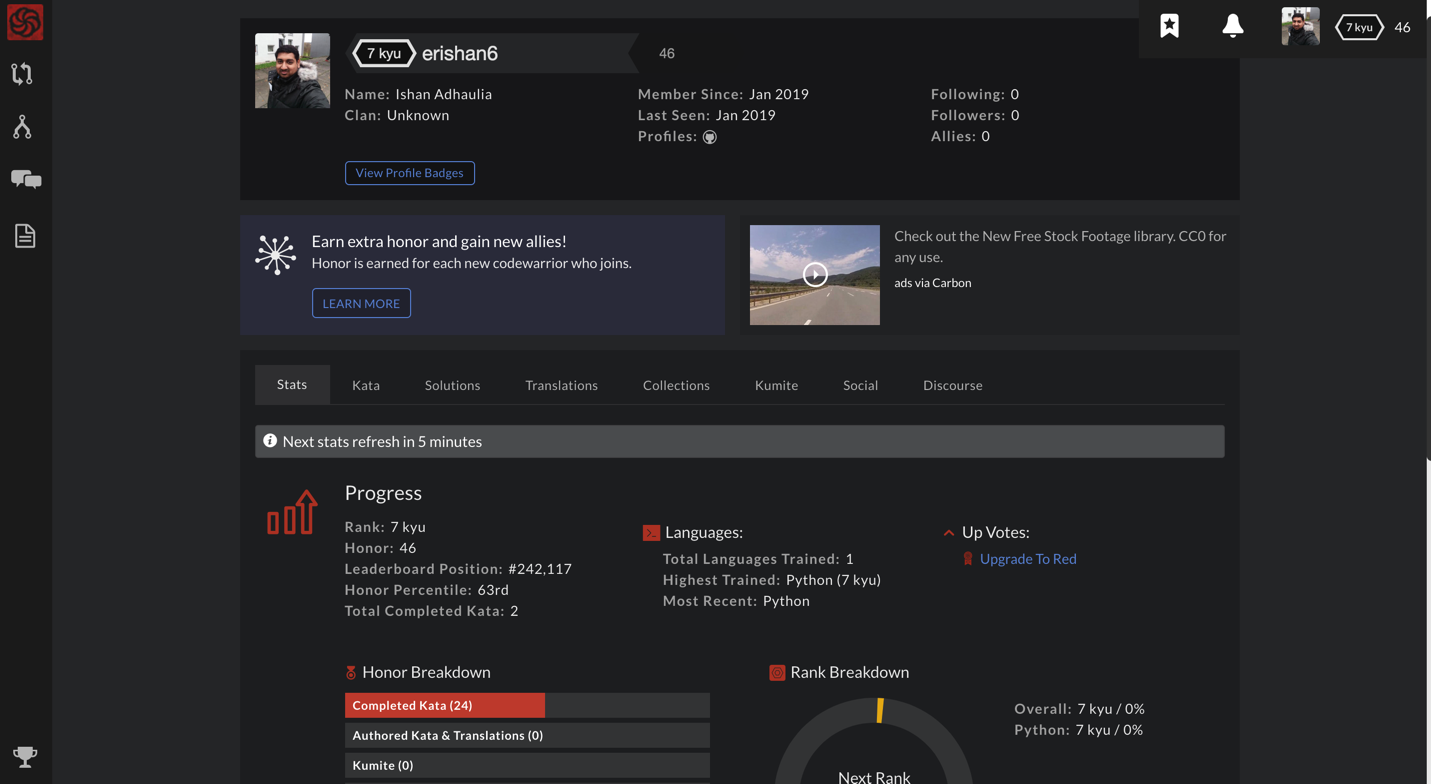 7 kyu 46
7 kyu erishan6 46
Name: Ishan Adhaulia
Clan: Unknown
Member Since: Jan 2019
Last Seen: Jan 2019
Profiles:
Following: 0
Followers: 0
Allies: 0
View Profile Badges
Earn extra honor and gain new allies!
Honor is earned for each new codewarrior who joins.
LEARN MORE
Check out the New Free Stock Footage library. CC0 for
any use.
ads via Carbon
Stats Kata Solutions Translations Collections Kumite Social Discourse
Next stats refresh in 5 minutes
Progress
Rank: 7 kyu
Honor: 46
Leaderboard Position: #242,117
Honor Percentile: 63rd
Total Completed Kata: 2
Languages:
Total Languages Trained: 1
Highest Trained: Python (7 kyu)
Most Recent: Python
Up Votes:
Upgrade To Red
Honor Breakdown
Completed Kata (24)
Authored Kata & Translations (0)
Kumite (0)
Rank Breakdown
Next Rank
Overall: 7 kyu / 0%
Python: 7 kyu / 0%